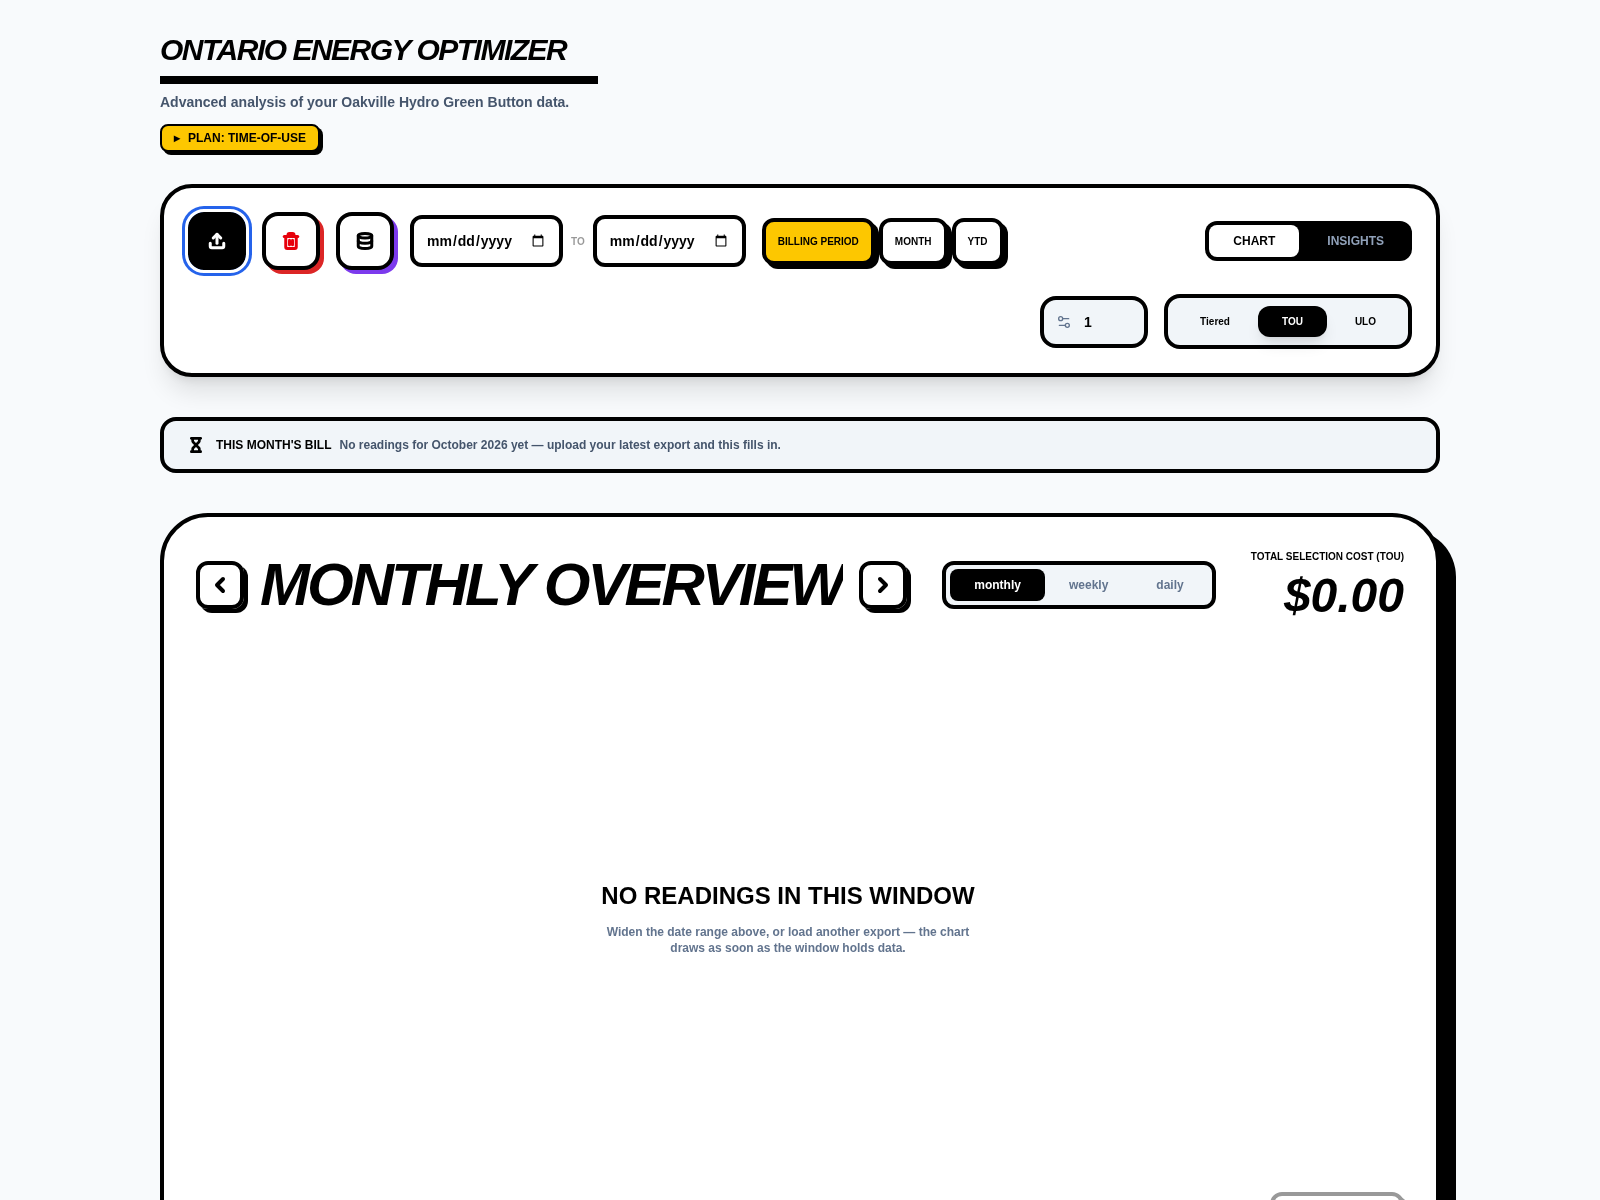 ONTARIO ENERGY OPTIMIZER
Advanced analysis of your Oakville Hydro Green Button data.
▸ PLAN: TIME-OF-USE
mm/dd/yyyy TO mm/dd/yyyy BILLING PERIOD MONTH YTD CHART INSIGHTS
1 Tiered TOU ULO
THIS MONTH'S BILL No readings for October 2026 yet — upload your latest export and this fills in.
TOTAL SELECTION COST (TOU)
MONTHLY OVERVIEW monthly weekly daily $0.00
NO READINGS IN THIS WINDOW
Widen the date range above, or load another export — the chart
draws as soon as the window holds data.